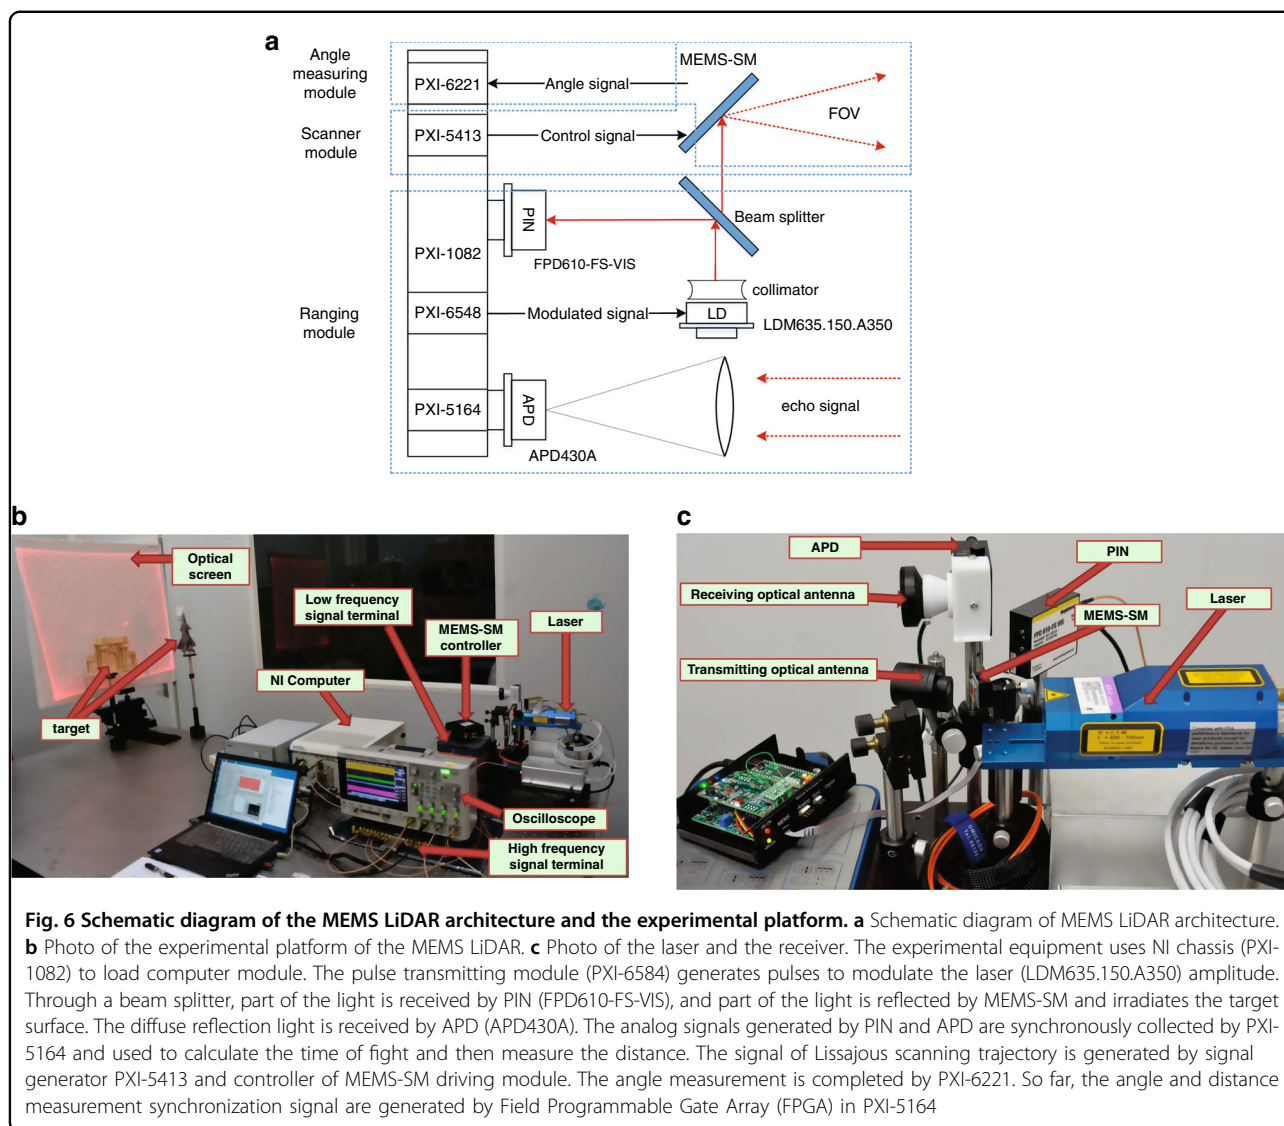 a
Angle
measuring
module
PXI-6221
Angle signal
MEMS-SM
FOV
Scanner
module
PXI-5413
Control signal
PIN
Beam splitter
PXI-1082
FPD610-FS-VIS
collimator
Ranging
module
PXI-6548
Modulated signal
LD
LDM635.150.A350
PXI-5164
APD
echo signal
APD430A
b
Optical
screen
Low frequency
signal terminal
MEMS-SM
controller
Laser
NI Computer
target
Oscilloscope
High frequency
signal terminal
c
APD
PIN
Receiving optical antenna
Laser
MEMS-SM
FPD 610-FS VIS
Transmitting optical antenna
MEMS
Fig. 6 Schematic diagram of the MEMS LiDAR architecture and the experimental platform. a Schematic diagram of MEMS LiDAR architecture.
b Photo of the experimental platform of the MEMS LiDAR. c Photo of the laser and the receiver. The experimental equipment uses NI chassis (PXI-
1082) to load computer module. The pulse transmitting module (PXI-6584) generates pulses to modulate the laser (LDM635.150.A350) amplitude.
Through a beam splitter, part of the light is received by PIN (FPD610-FS-VIS), and part of the light is reflected by MEMS-SM and irradiates the target
surface. The diffuse reflection light is received by APD (APD430A). The analog signals generated by PIN and APD are synchronously collected by PXI-
5164 and used to calculate the time of fight and then measure the distance. The signal of Lissajous scanning trajectory is generated by signal
generator PXI-5413 and controller of MEMS-SM driving module. The angle measurement is completed by PXI-6221. So far, the angle and distance
measurement synchronization signal are generated by Field Programmable Gate Array (FPGA) in PXI-5164